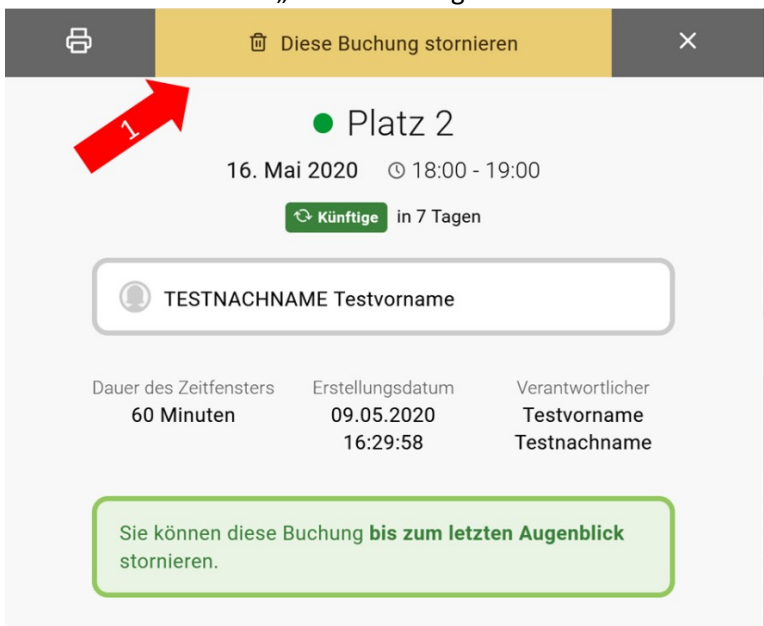 Diese Buchung stornieren
1
Platz 2
16. Mai 2020 18:00 - 19:00
Künftige in 7 Tagen
TESTNACHNAME Testvorname
Dauer des Zeitfensters Erstellungsdatum Verantwortlicher
60 Minuten 09.05.2020 Testvorname
16:29:58 Testnachname
Sie können diese Buchung bis zum letzten Augenblick
stornieren.